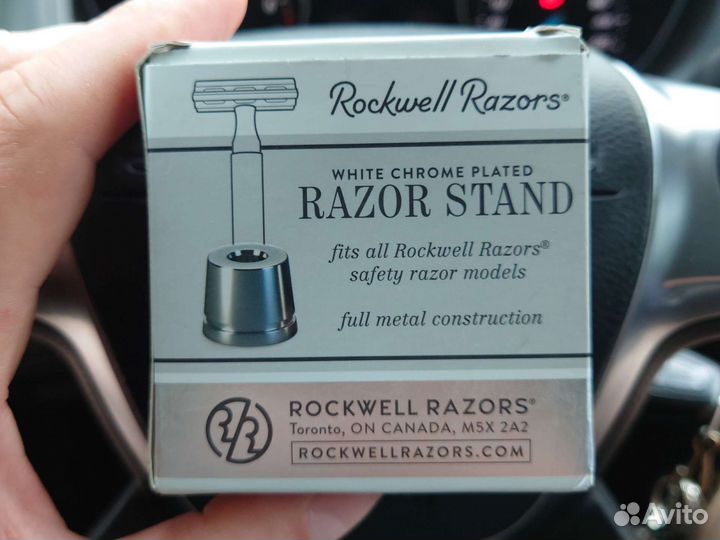 Rockwell Razors®
WHITE CHROME PLATED
RAZOR STAND
fits all Rockwell Razors®
safety razor models
full metal construction
R/R
ROCKWELL RAZORS®
Toronto, ON CANADA, M5X 2A2
ROCKWELLRAZORS.COM
Avito